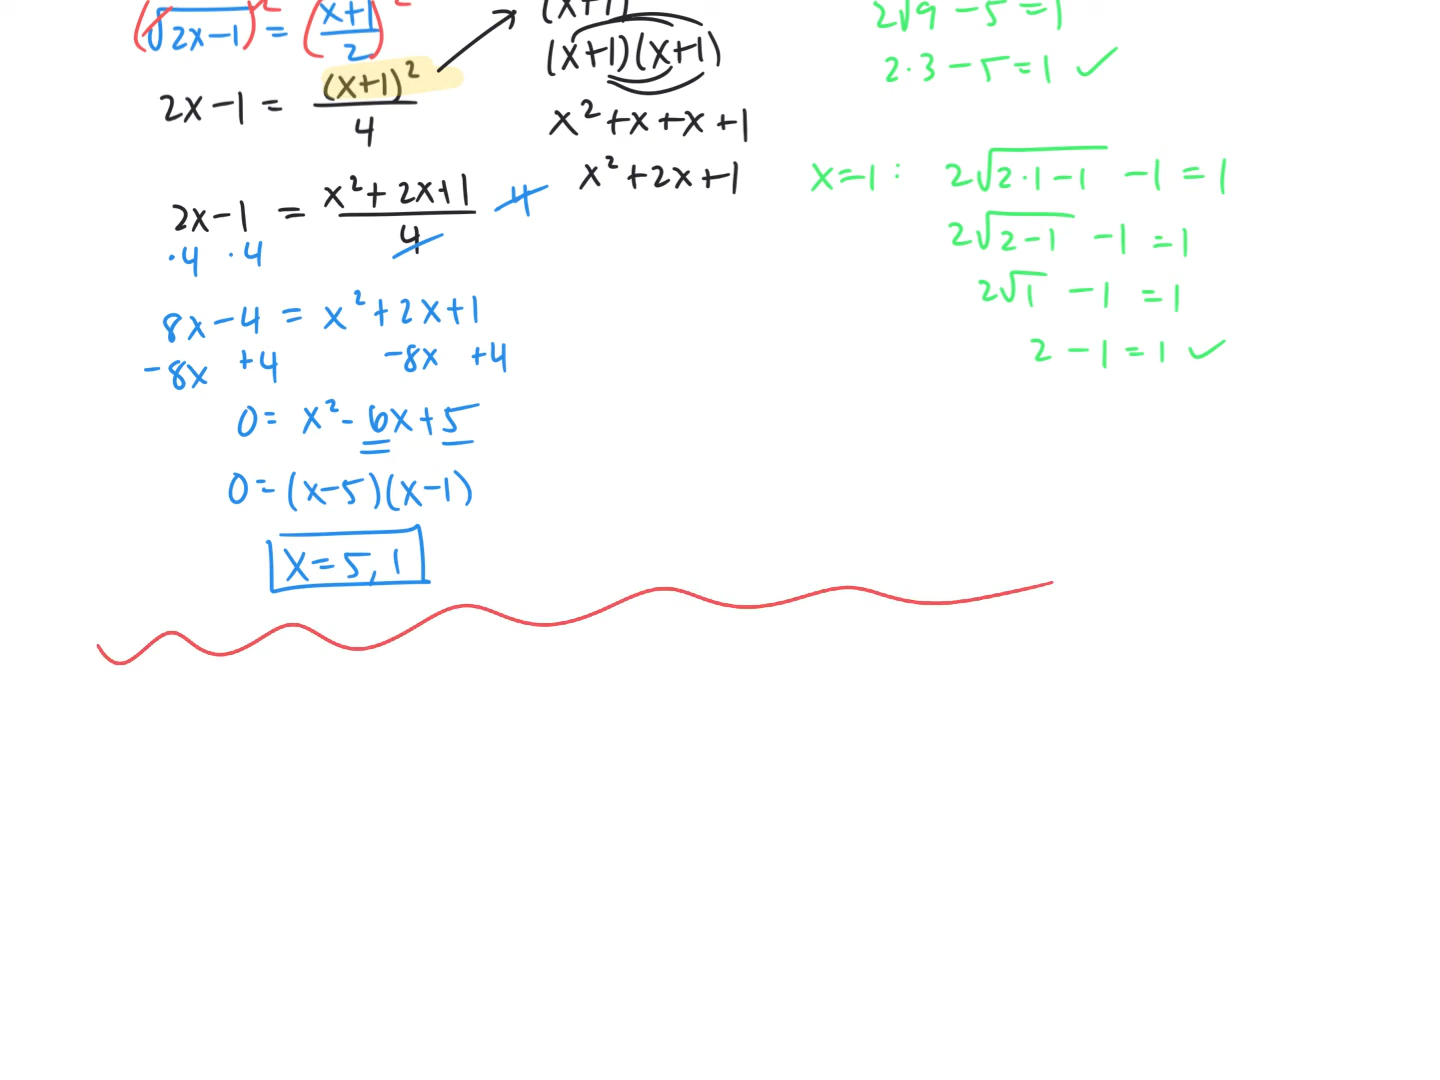 (√2x-1)² = (x+1/2)²
2x-1 = (x+1)²/4
2x-1 = x²+2x+1/4 4
·4 ·4
8x-4 = x²+2x+1
-8x +4 -8x +4
0= x²-6x+5
0=(x-5)(x-1)
x=5,1
(x+1)
(x+1)(x+1)
x²+x+x+1
x²+2x+1
2√9 -5=1
2·3-5=1 ✓
x=1: 2√2·1-1 -1=1
2√2-1 -1=1
2√1 -1=1
2-1=1 ✓